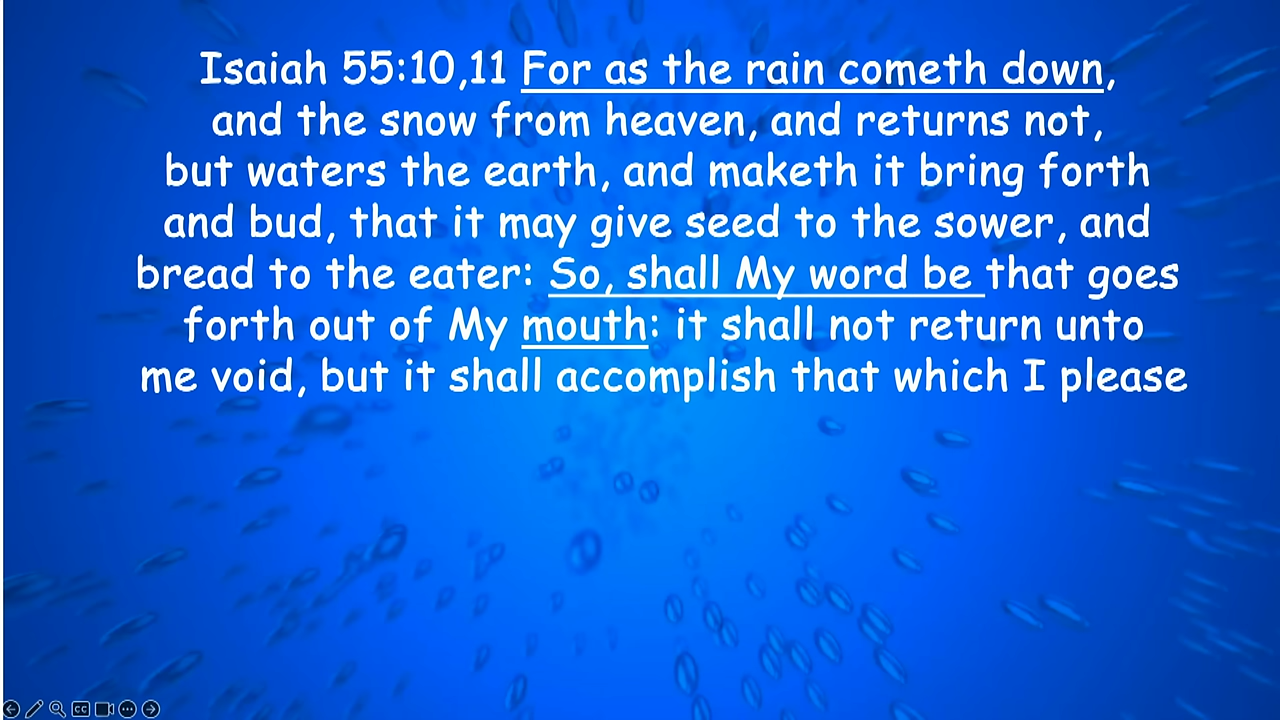 Isaiah 55:10,11 For as the rain cometh down,
and the snow from heaven, and returns not,
but waters the earth, and maketh it bring forth
and bud, that it may give seed to the sower, and
bread to the eater: So, shall My word be that goes
forth out of My mouth: it shall not return unto
me void, but it shall accomplish that which I please
CC